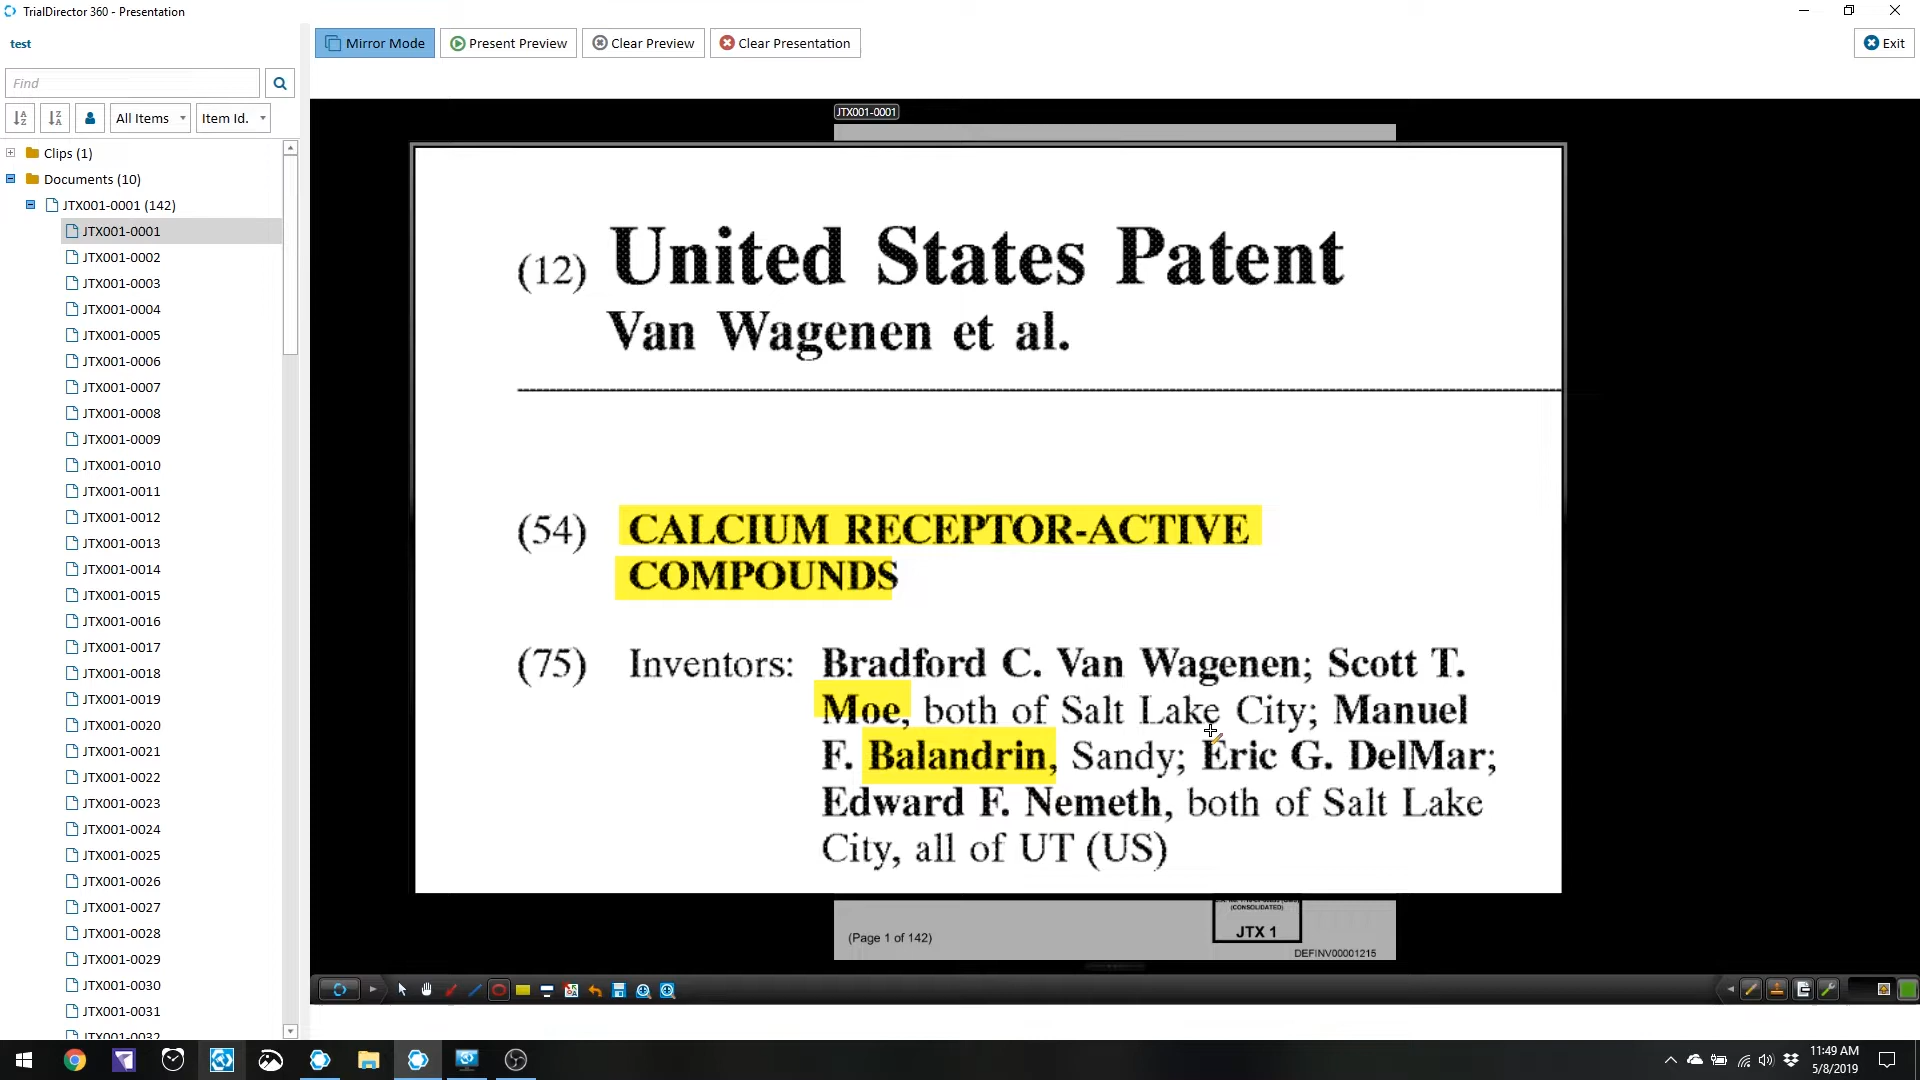 TrialDirector 360 - Presentation
test
Mirror Mode
Present Preview
Clear Preview
Clear Presentation
Exit
Find
All Items
Item Id.
Clips (1)
Documents (10)
JTX001-0001 (142)
JTX001-0001
JTX001-0002
JTX001-0003
JTX001-0004
JTX001-0005
JTX001-0006
JTX001-0007
JTX001-0008
JTX001-0009
JTX001-0010
JTX001-0011
JTX001-0012
JTX001-0013
JTX001-0014
JTX001-0015
JTX001-0016
JTX001-0017
JTX001-0018
JTX001-0019
JTX001-0020
JTX001-0021
JTX001-0022
JTX001-0023
JTX001-0024
JTX001-0025
JTX001-0026
JTX001-0027
JTX001-0028
JTX001-0029
JTX001-0030
JTX001-0031
JTX001-0032
JTX001-0001
(12) United States Patent
Van Wagenen et al.
(54) CALCIUM RECEPTOR-ACTIVE
COMPOUNDS
(75) Inventors: Bradford C. Van Wagenen; Scott T.
Moe, both of Salt Lake City; Manuel
F. Balandrin, Sandy; Eric G. DelMar;
Edward F. Nemeth, both of Salt Lake
City, all of UT (US)
(CONSOLIDATED)
JTX 1
(Page 1 of 142)
DEFINV00001215
11:49 AM
5/8/2019